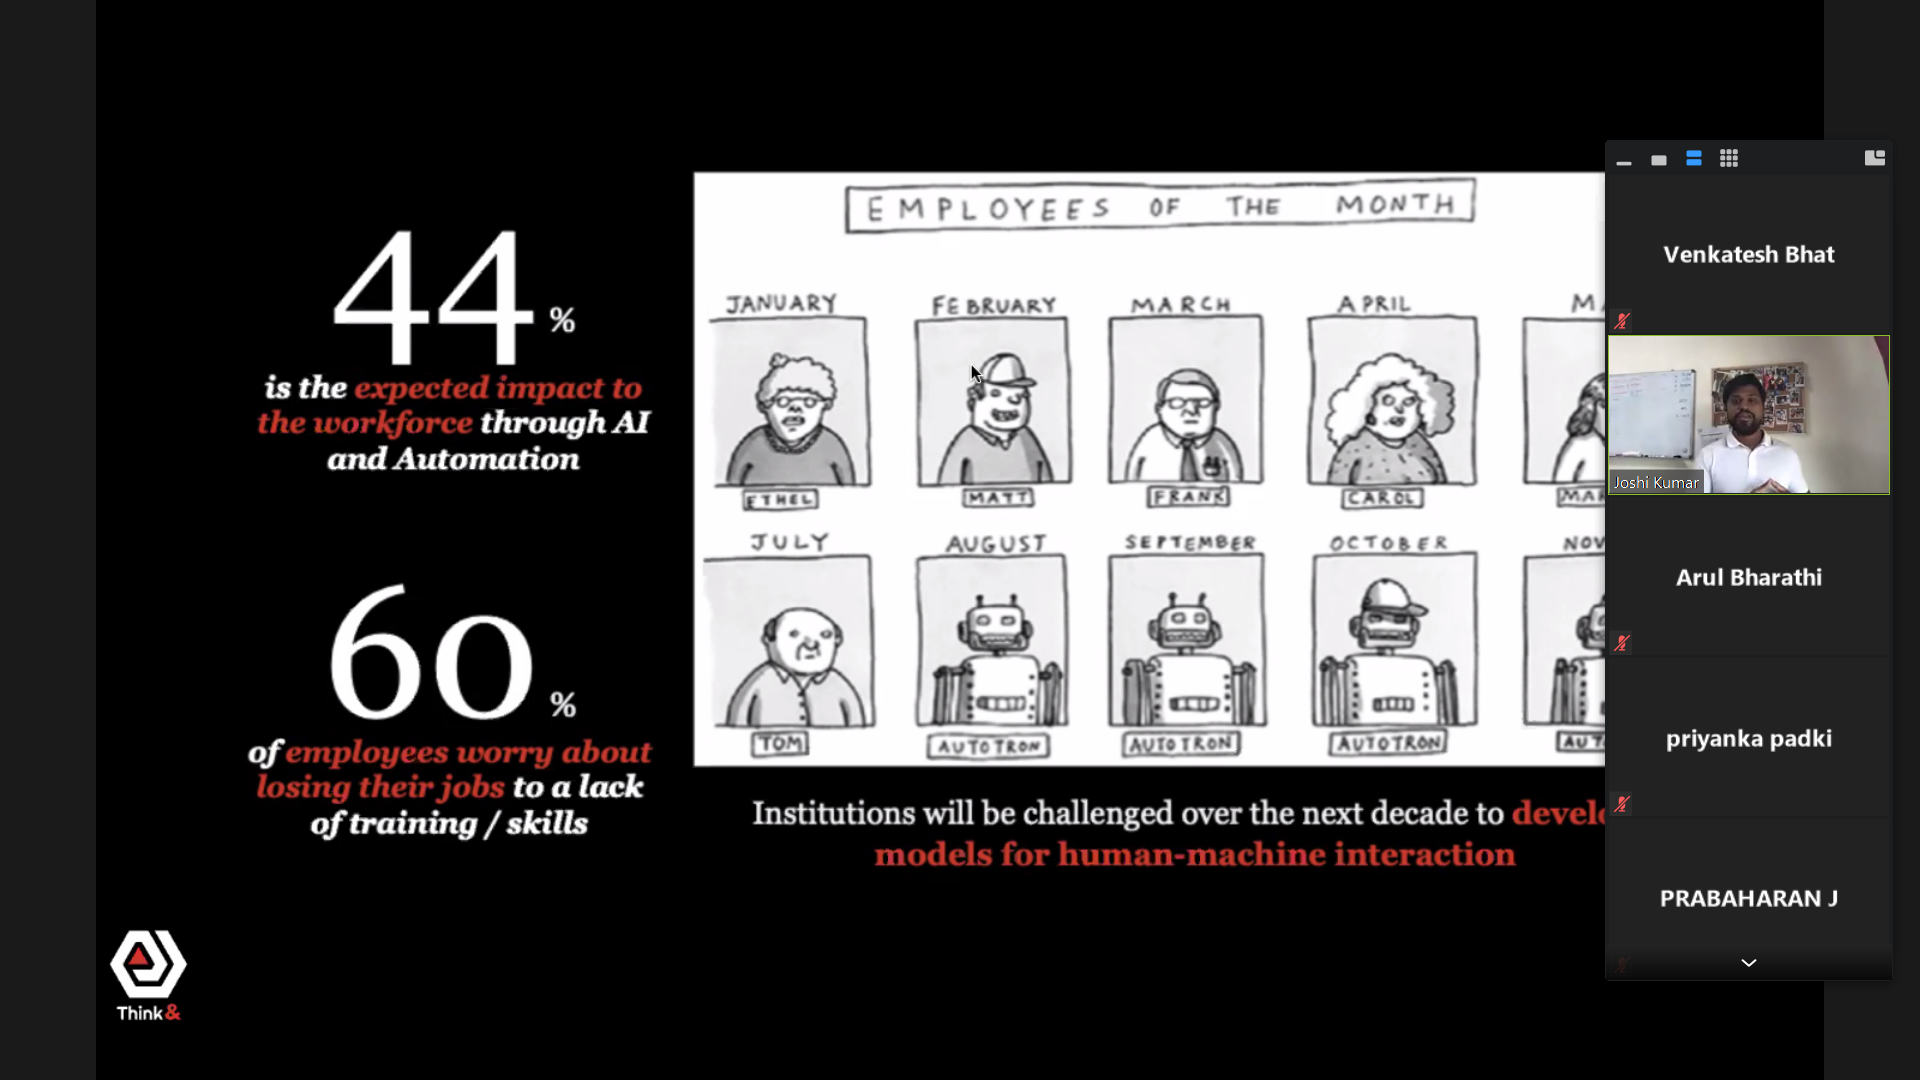 44 %
is the expected impact to
the workforce through AI
and Automation
60 %
of employees worry about
losing their jobs to a lack
of training / skills
Think&
EMPLOYEES OF THE MONTH
JANUARY FEBRUARY MARCH APRIL
ETHEL MATT FRANK CAROL
JULY AUGUST SEPTEMBER OCTOBER
TOM AUTOTRON AUTOTRON AUTOTRON
Institutions will be challenged over the next decade to
models for human-machine interaction
Venkatesh Bhat
Joshi Kumar
Arul Bharathi
priyanka padki
PRABAHARAN J